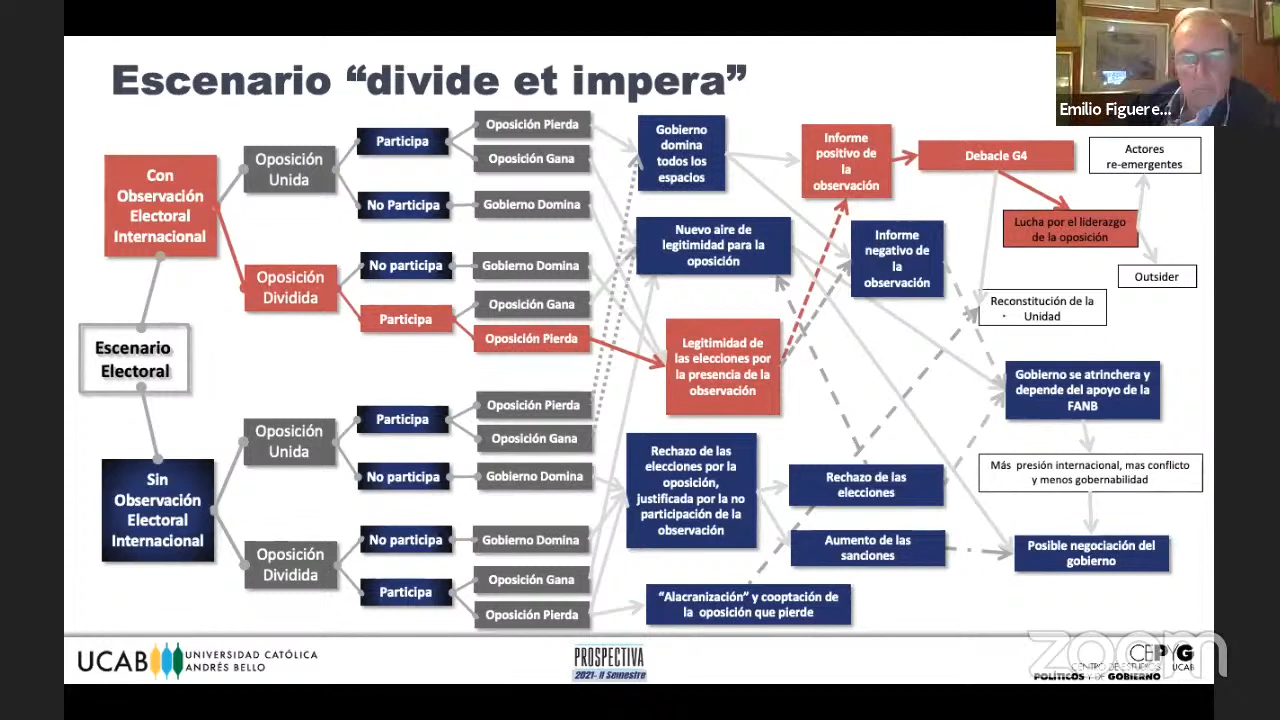 Escenario “divide et impera”
Emilio Figuere...
Con
Observación
Electoral
Internacional
Oposición
Unida
Participa
Oposición Pierda
Oposición Gana
No Participa
Gobierno Domina
Oposición
Dividida
No participa
Gobierno Domina
Participa
Oposición Gana
Oposición Pierda
Escenario
Electoral
Sin
Observación
Electoral
Internacional
Oposición
Unida
Participa
Oposición Pierda
Oposición Gana
No participa
Gobierno Domina
Oposición
Dividida
No participa
Gobierno Domina
Participa
Oposición Gana
Oposición Pierda
Gobierno
domina
todos los
espacios
Nuevo aire de
legitimidad para la
oposición
Legitimidad de
las elecciones por
la presencia de la
observación
Rechazo de las
elecciones por la
oposición,
justificada por la no
participación de la
observación
“Alacranización” y cooptación de
la oposición que pierde
Informe
positivo de
la
observación
Informe
negativo de
la
observación
Rechazo de las
elecciones
Aumento de las
sanciones
Debacle G4
Actores
re-emergentes
Lucha por el liderazgo
de la oposición
Outsider
Reconstitución de la
Unidad
Gobierno se atrinchera y
depende del apoyo de la
FANB
Más presión internacional, mas conflicto
y menos gobernabilidad
Posible negociación del
gobierno
UCAB
UNIVERSIDAD CATÓLICA
ANDRÉS BELLO
PROSPECTIVA
2021- II Semestre
zoom
CEPYG
CENTRO DE ESTUDIOS UCAB
POLÍTICOS Y DE GOBIERNO